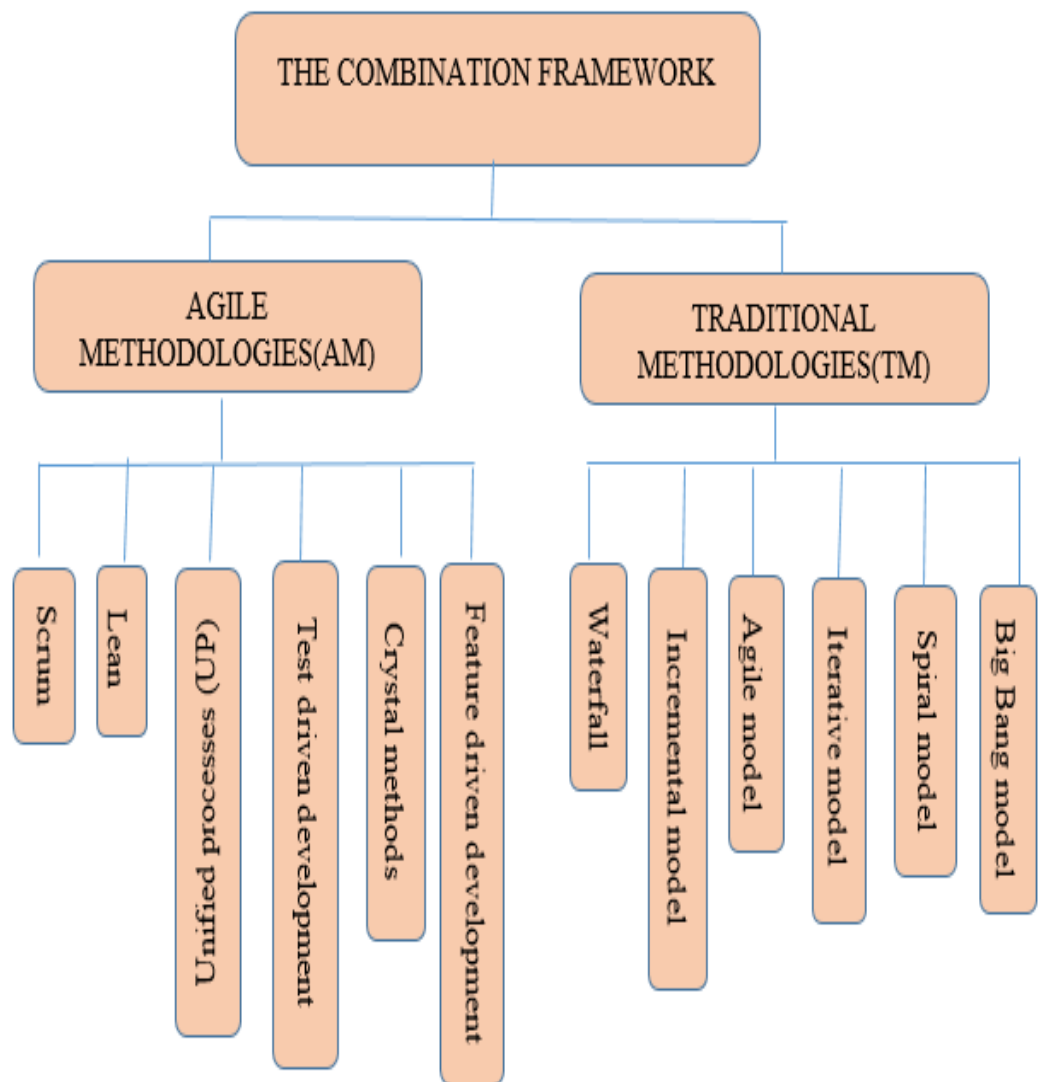 THE COMBINATION FRAMEWORK
AGILE
METHODOLOGIES(AM)
TRADITIONAL
METHODOLOGIES(TM)
Scrum
Lean
Unified processes (UP)
Test driven development
Crystal methods
Feature driven development
Waterfall
Incremental model
Agile model
Iterative model
Spiral model
Big Bang model